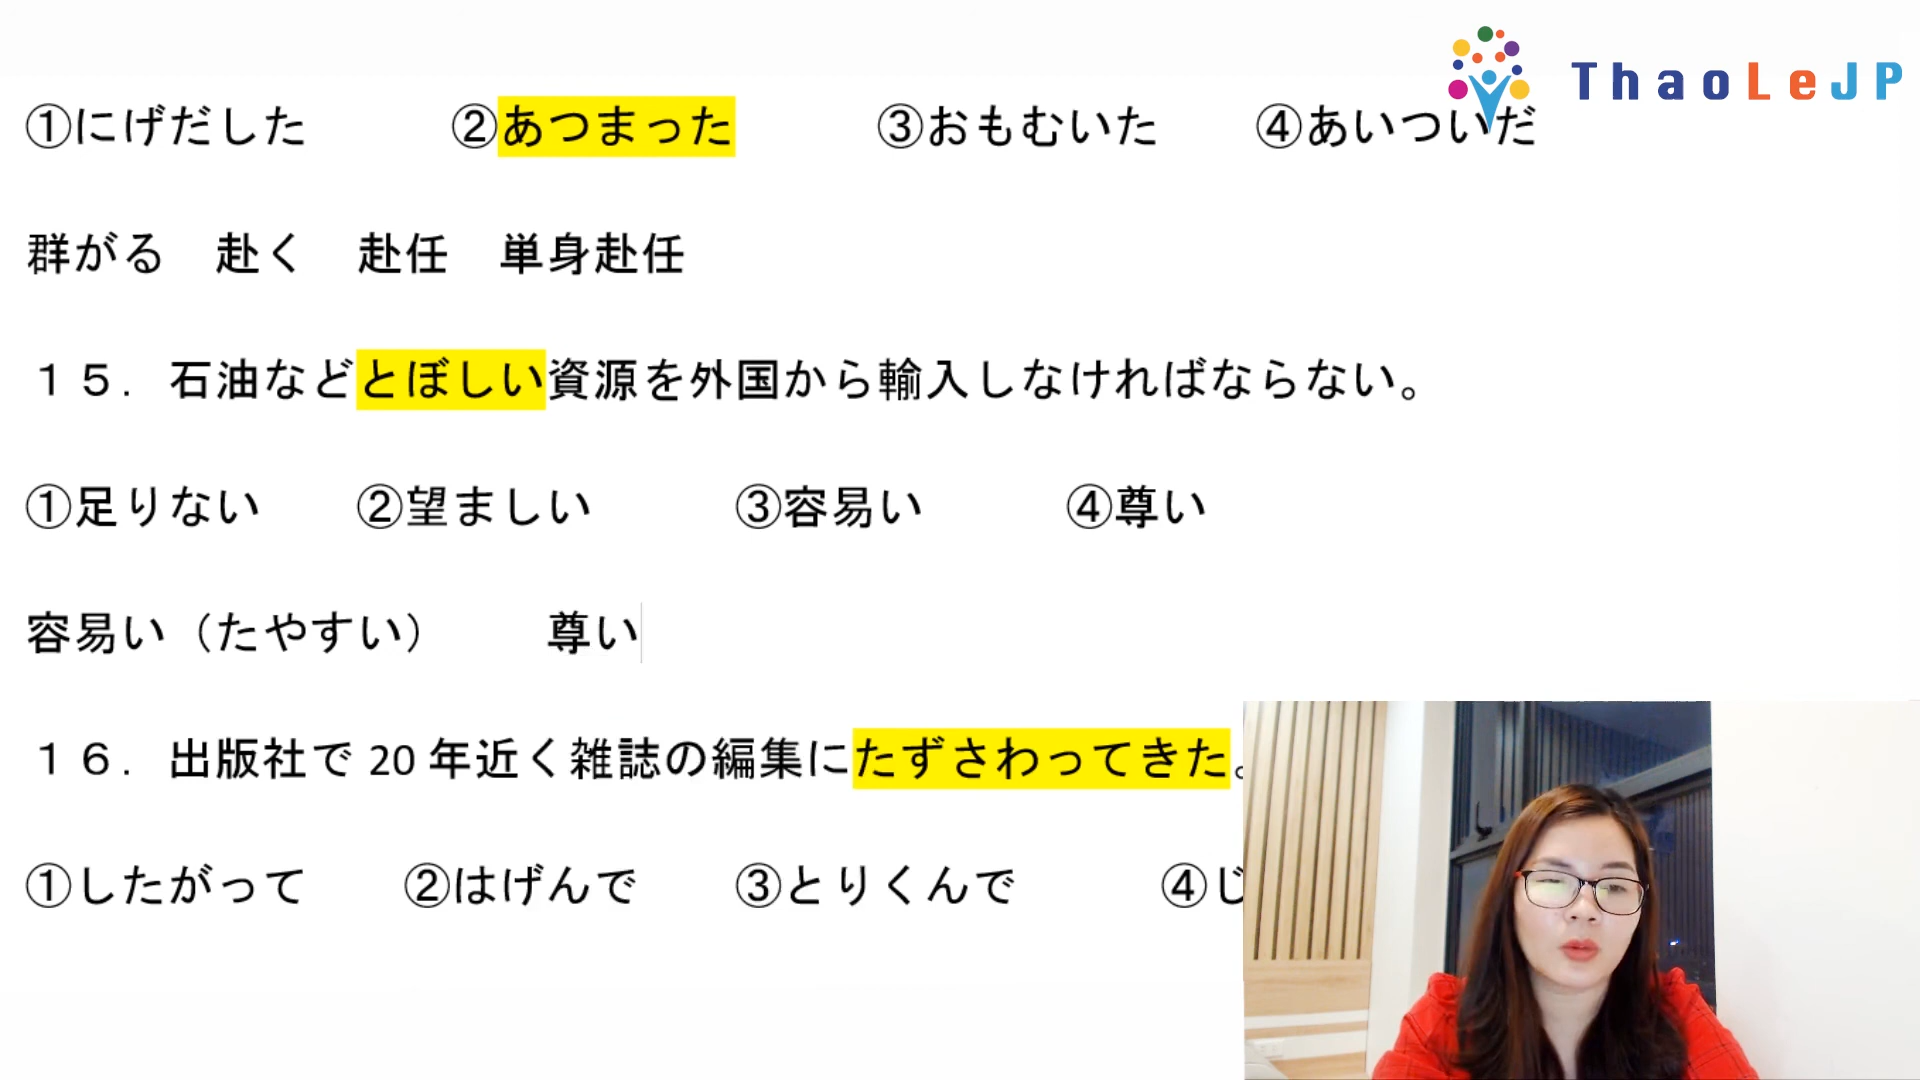 ThaoLeJP
①にげだした ②あつまった ③おもむいた ④あいついだ
群がる 赴く 赴任 単身赴任
１５．石油などとぼしい資源を外国から輸入しなければならない。
①足りない ②望ましい ③容易い ④尊い
容易い（たやすい） 尊い
１６．出版社で 20 年近く雑誌の編集にたずさわってきた。
①したがって ②はげんで ③とりくんで ④じ